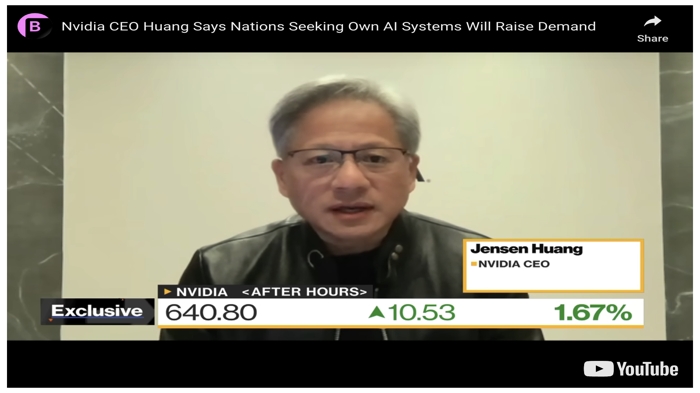 B
Nvidia CEO Huang Says Nations Seeking Own AI Systems Will Raise Demand
Share
Jensen Huang
NVIDIA CEO
NVIDIA <AFTER HOURS>
Exclusive
640.80 ▲10.53 1.67%
YouTube